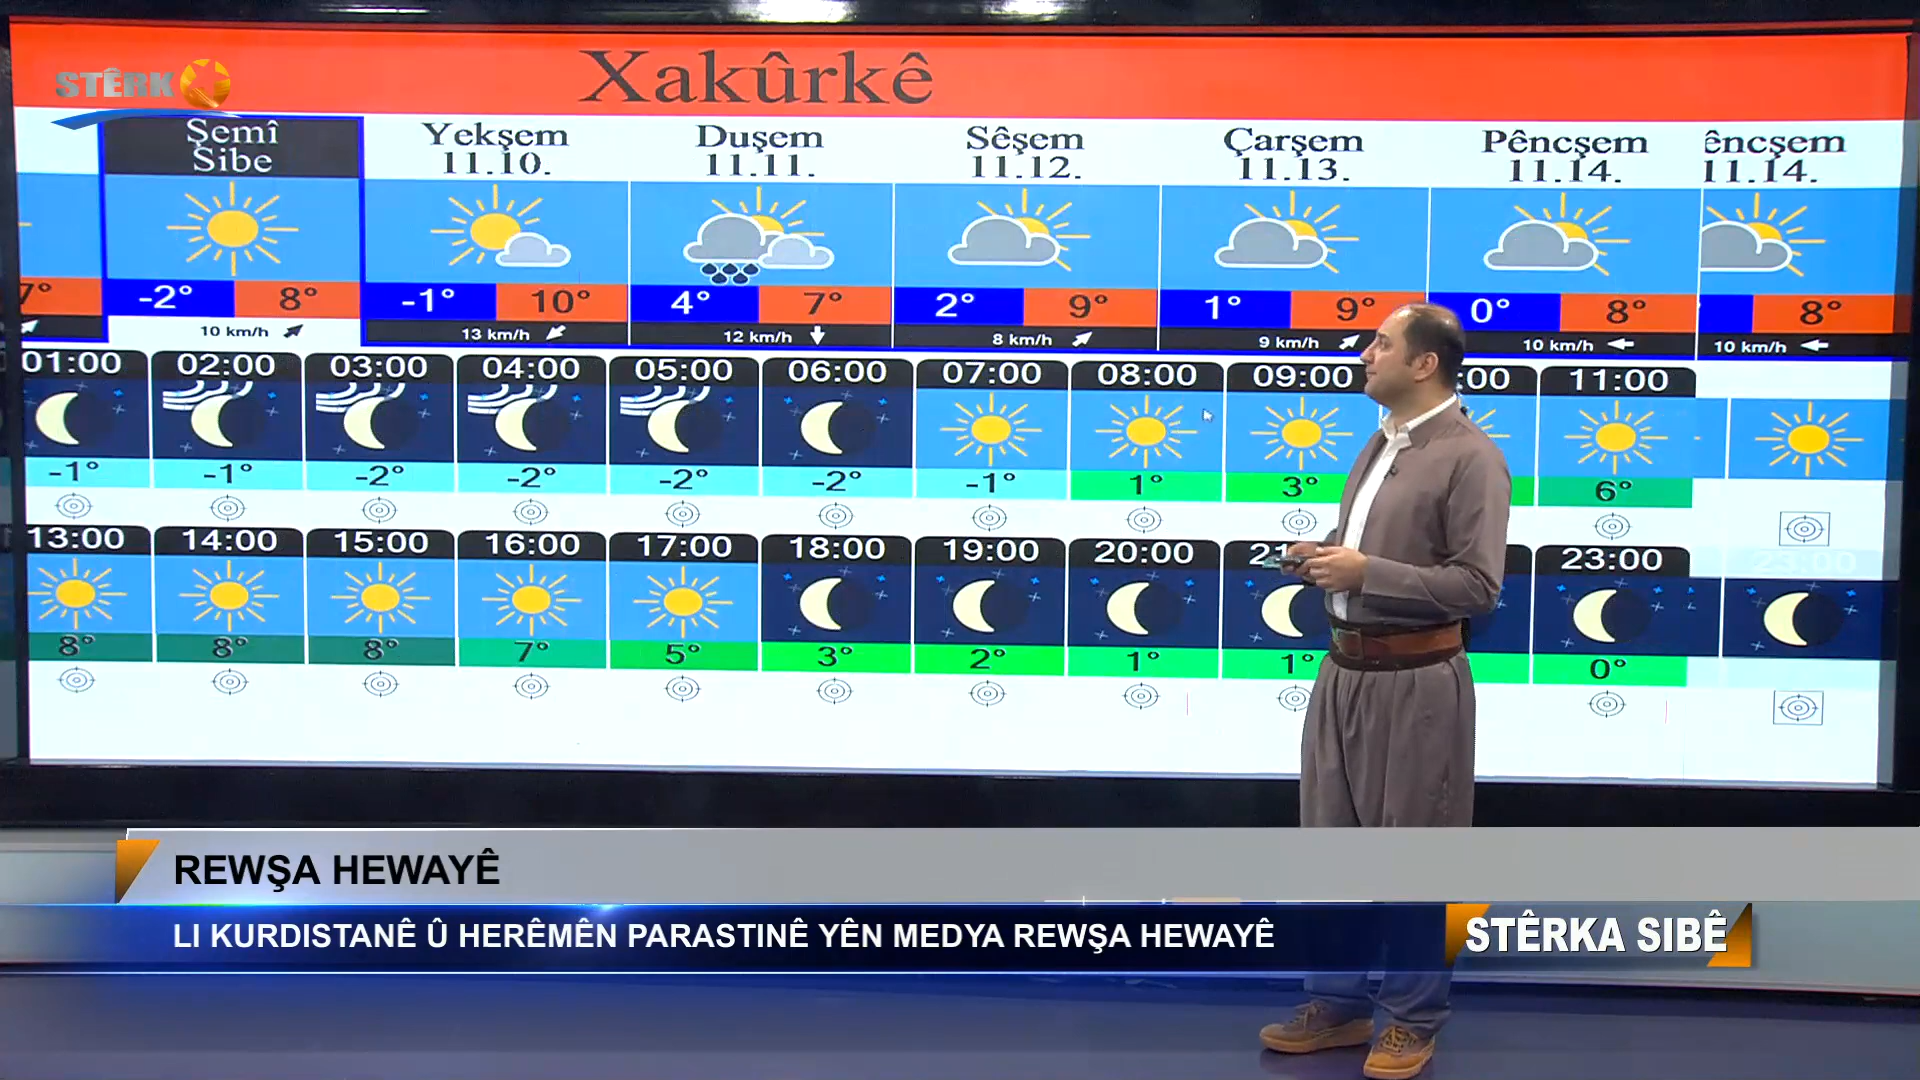 Xakûrkê
STÊRK
Şemî
Sibe
Yekşem
11.10.
Duşem
11.11.
Sêşem
11.12.
Çarşem
11.13.
Pêncşem
11.14.
êncşem
11.14.
7°
-2° 8°
-1° 10°
4° 7°
2° 9°
1° 9°
0° 8°
8°
10 km/h
13 km/h
12 km/h
8 km/h
9 km/h
10 km/h
10 km/h
01:00 02:00 03:00 04:00 05:00 06:00 07:00 08:00 09:00 :00 11:00
-1° -1° -2° -2° -2° -2° -1° 1° 3° 6°
13:00 14:00 15:00 16:00 17:00 18:00 19:00 20:00 21 23:00 23:00
8° 8° 8° 7° 5° 3° 2° 1° 1° 0°
REWŞA HEWAYÊ
LI KURDISTANÊ Û HERÊMÊN PARASTINÊ YÊN MEDYA REWŞA HEWAYÊ
STÊRKA SIBÊ